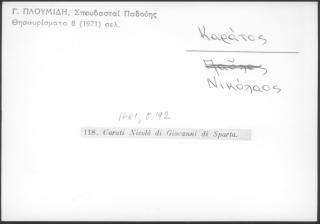 Γ. ΠΛΟΥΜΙΔΗ, Σπουδασταί Παδούης
Θησαυρίσματα 8 (1971) σελ.
Καράτος
Νικόλαος
1661, σ. 192
118. Carati Nicolò di Giovanni di Sparta.